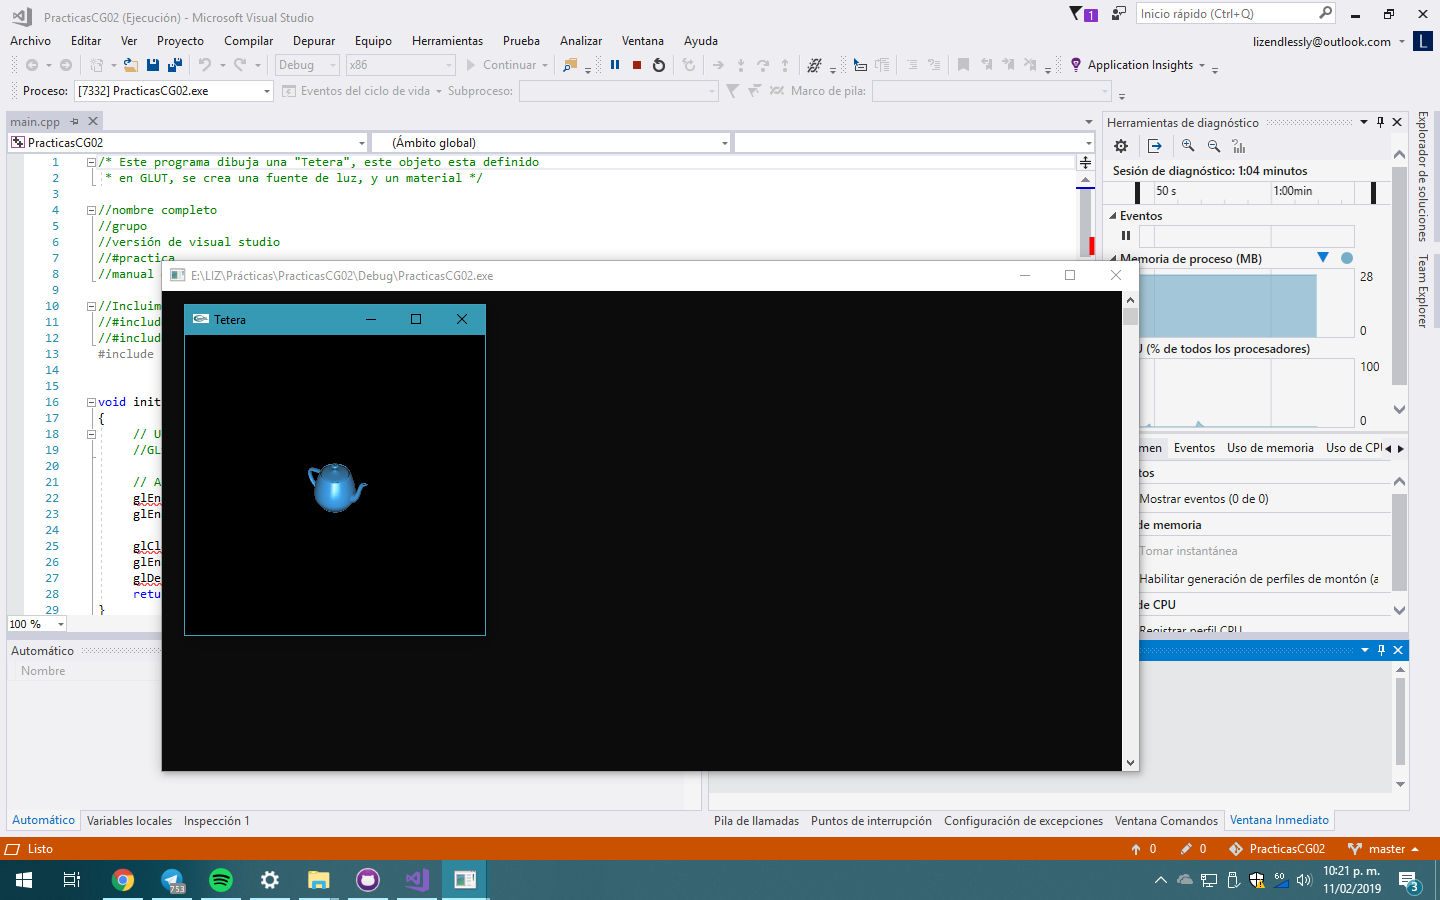 PracticasCG02 (Ejecución) - Microsoft Visual Studio
1
Inicio rápido (Ctrl+Q)
Archivo Editar Ver Proyecto Compilar Depurar Equipo Herramientas Prueba Analizar Ventana Ayuda
lizendlessly@outlook.com L
Debug x86 Continuar Application Insights
Proceso: [7332] PracticasCG02.exe Eventos del ciclo de vida Subproceso: Marco de pila:
main.cpp
PracticasCG02 (Ámbito global)
1 /* Este programa dibuja una "Tetera", este objeto esta definido
2 * en GLUT, se crea una fuente de luz, y un material */
3
4 //nombre completo
5 //grupo
6 //versión de visual studio
7 //#practica
8 //manual
9
10 //Incluim
11 //#includ
12 //#includ
13 #include
14
15
16 void init
17 {
18 // U
19 //GL
20
21 // A
22 glEn
23 glEn
24
25 glCl
26 glEn
27 glDe
28 retu
29 }
100 %
E:\LIZ\Prácticas\PracticasCG02\Debug\PracticasCG02.exe
Tetera
Herramientas de diagnóstico
Sesión de diagnóstico: 1:04 minutos
50 s 1:00min
Eventos
Memoria de proceso (MB)
28
0
(% de todos los procesadores)
100
0
men Eventos Uso de memoria Uso de CPU
tos
Mostrar eventos (0 de 0)
de memoria
Tomar instantánea
Habilitar generación de perfiles de montón (a
de CPU
Registrar perfil CPU
Explorador de soluciones
Team Explorer
Automático
Nombre
Automático Variables locales Inspección 1
Pila de llamadas Puntos de interrupción Configuración de excepciones Ventana Comandos Ventana Inmediato
Listo
0 0 PracticasCG02 master
753
60
10:21 p. m.
11/02/2019
3